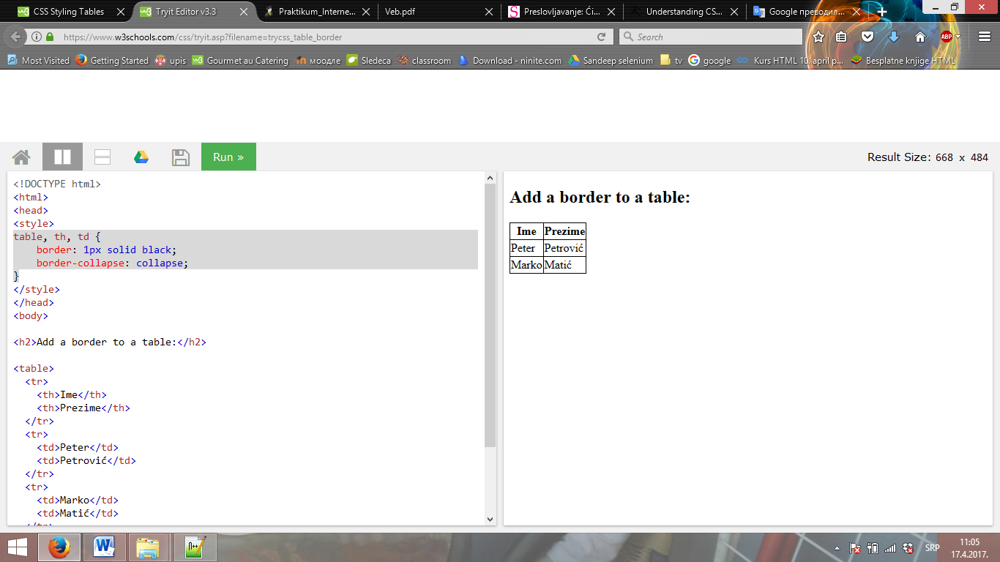 CSS Styling Tables
Tryit Editor v3.3
Praktikum_Interne...
Veb.pdf
Preslovljavanje: Ći...
Understanding CS...
Google преводил...
https://www.w3schools.com/css/tryit.asp?filename=trycss_table_border
Search
ABP
Most Visited
Getting Started
upis
Gourmet au Catering
моодле
Sledeca
classroom
Download - ninite.com
Sandeep selenium
tv
google
Kurs HTML 10. april p...
Besplatne knjige HTML
Run »
Result Size: 668 x 484
<!DOCTYPE html>
<html>
<head>
<style>
table, th, td {
    border: 1px solid black;
    border-collapse: collapse;
}
</style>
</head>
<body>
<h2>Add a border to a table:</h2>
<table>
  <tr>
    <th>Ime</th>
    <th>Prezime</th>
  </tr>
  <tr>
    <td>Peter</td>
    <td>Petrović</td>
  </tr>
  <tr>
    <td>Marko</td>
    <td>Matić</td>
  </tr>
Add a border to a table:
Ime Prezime
Peter Petrović
Marko Matić
SRP
11:05
17.4.2017.